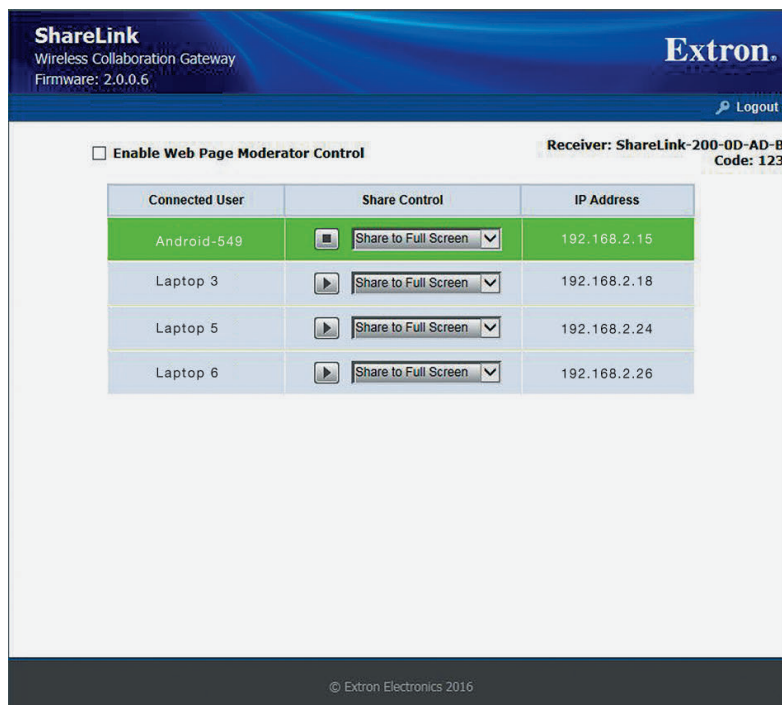 ShareLink
Wireless Collaboration Gateway
Firmware: 2.0.0.6
Extron.
Logout
Enable Web Page Moderator Control
Receiver: ShareLink-200-0D-AD-B
Code: 123
Connected User Share Control IP Address
Android-549 Share to Full Screen 192.168.2.15
Laptop 3 Share to Full Screen 192.168.2.18
Laptop 5 Share to Full Screen 192.168.2.24
Laptop 6 Share to Full Screen 192.168.2.26
© Extron Electronics 2016